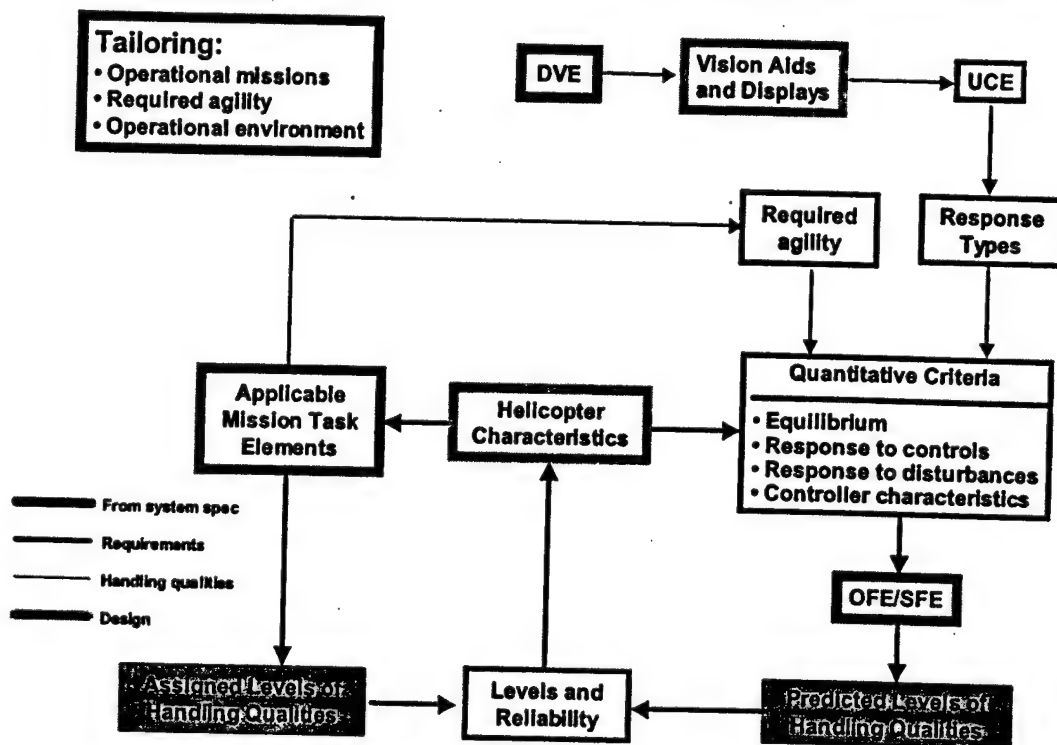 Tailoring:
• Operational missions
• Required agility
• Operational environment
DVE
Vision Aids
and Displays
UCE
Required
agility
Response
Types
Applicable
Mission Task
Elements
Helicopter
Characteristics
Quantitative Criteria
• Equilibrium
• Response to controls
• Response to disturbances
• Controller characteristics
From system spec
Requirements
Handling qualities
Design
OFE/SFE
Assigned Levels of
Handling Qualities
Levels and
Reliability
Predicted Levels of
Handling Qualities